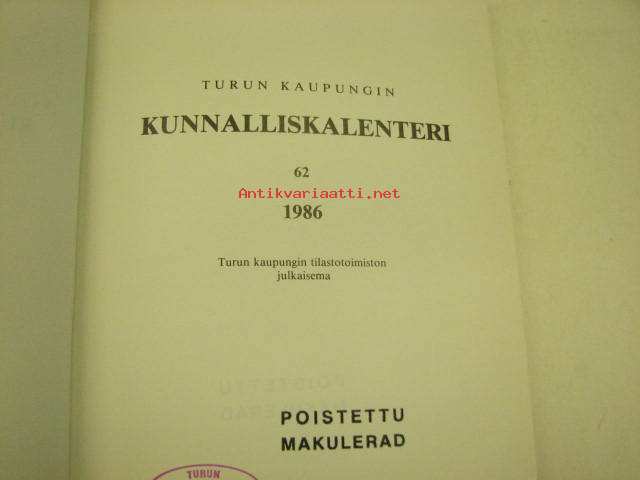 TURUN KAUPUNGIN
KUNNALLISKALENTERI
62
Antikvariaatti.net
1986
Turun kaupungin tilastotoimiston
julkaisema
POISTETTU
MAKULERAD
TURUN